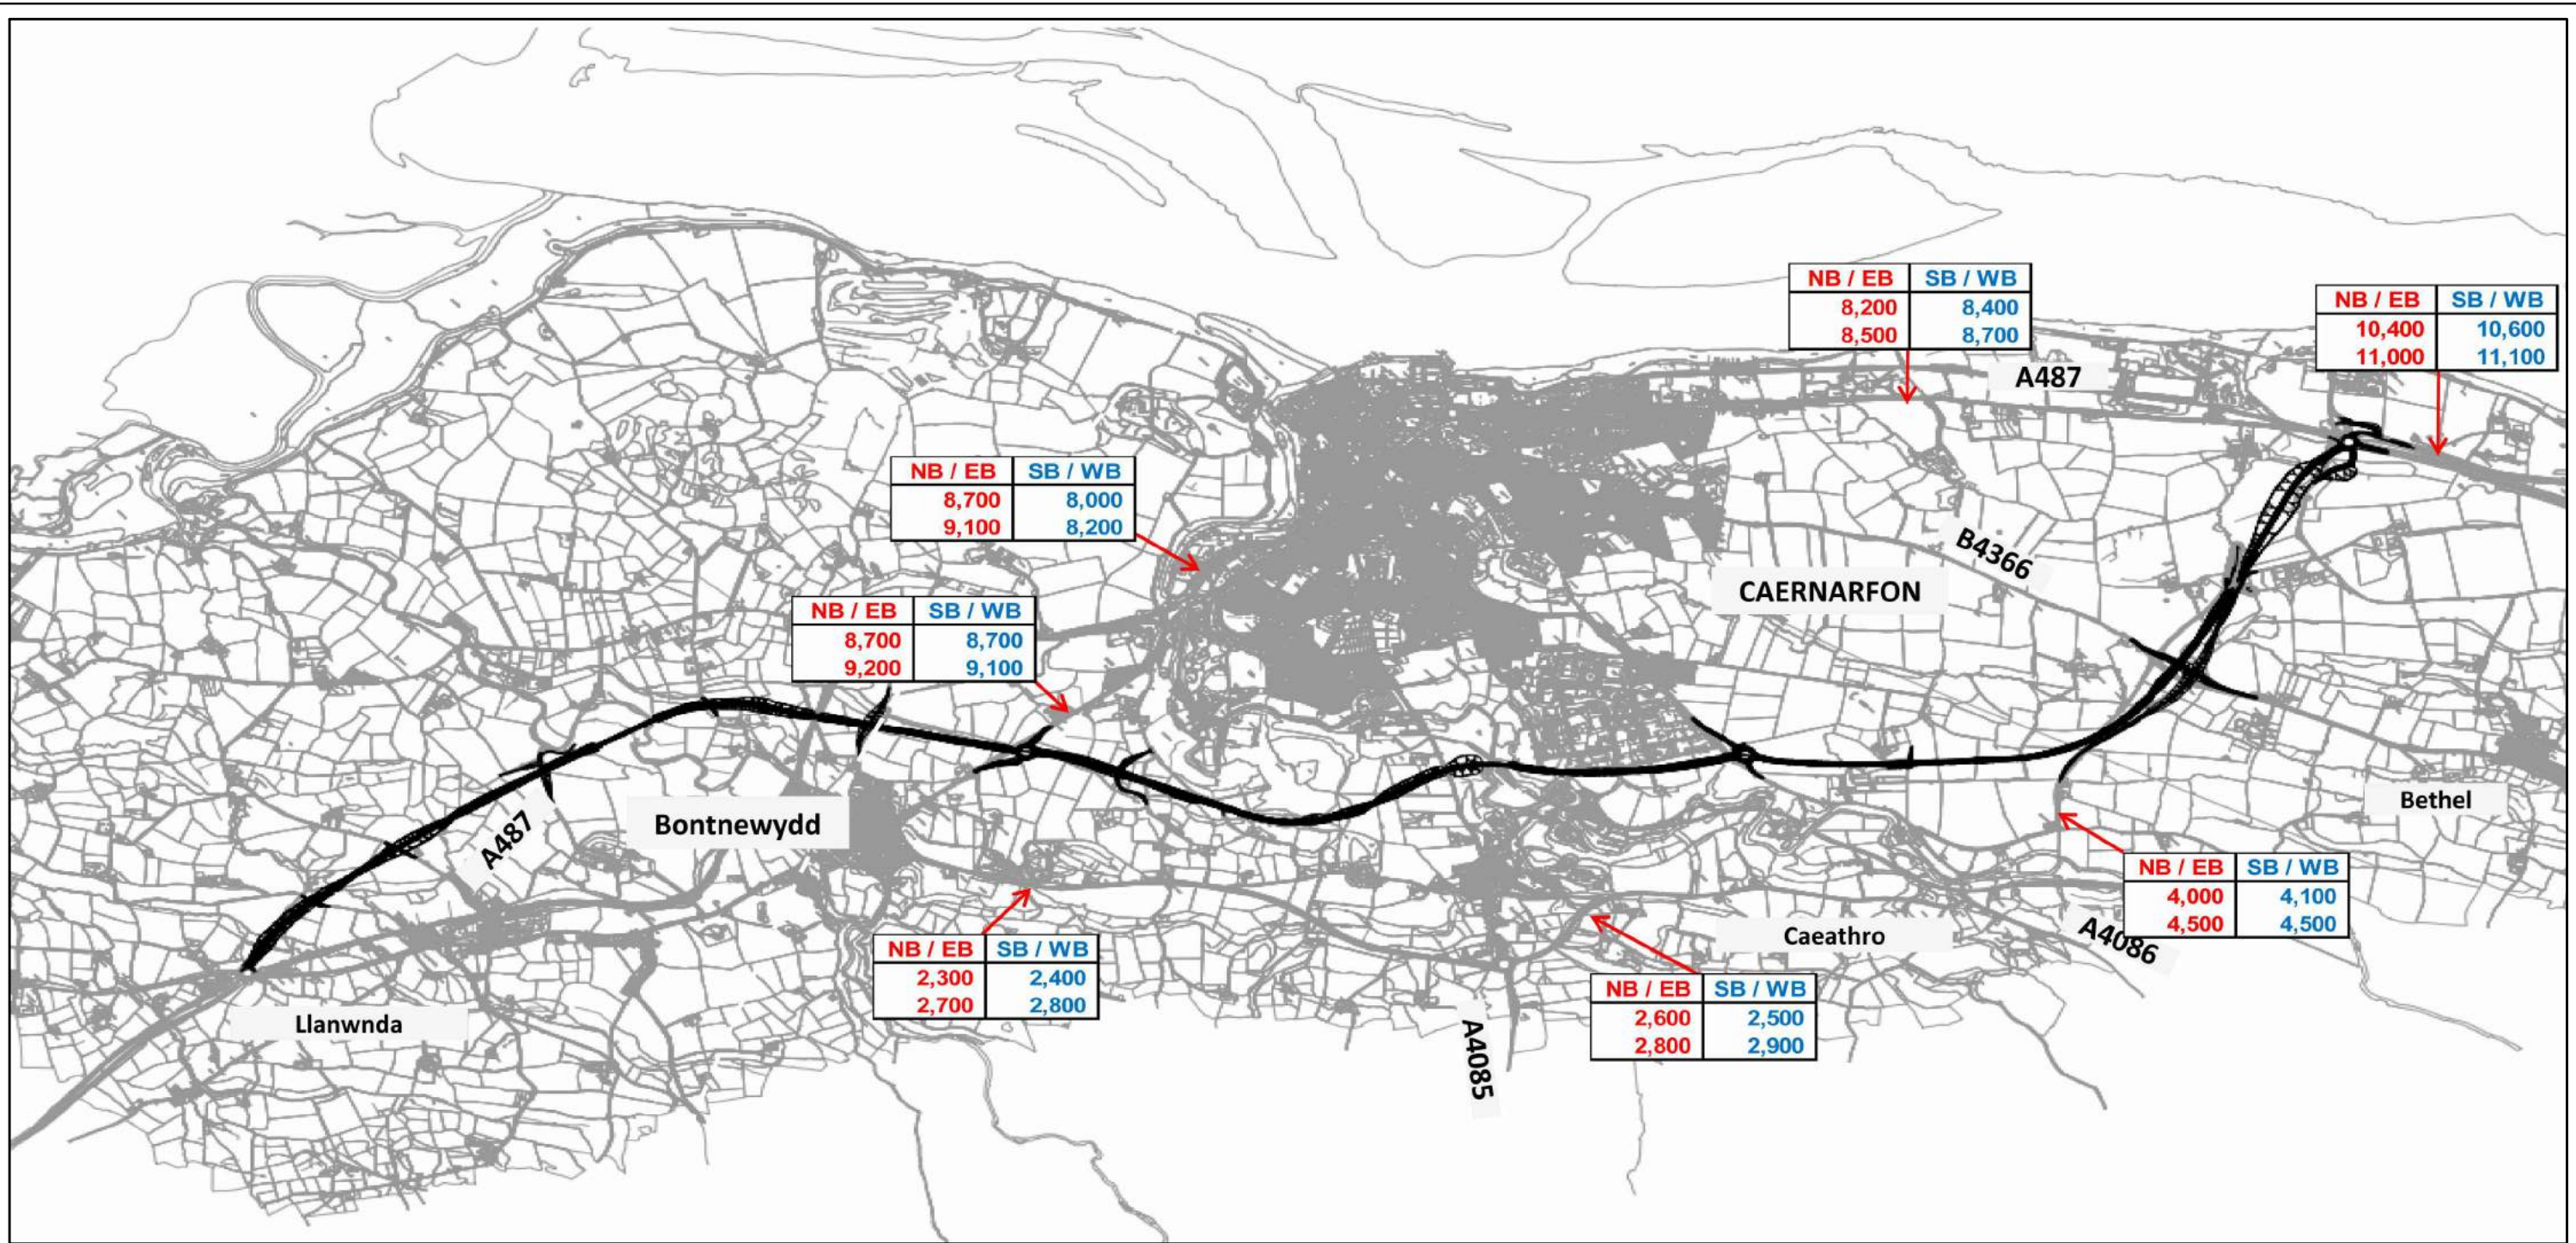 NB / EB SB / WB
8,200 8,400
8,500 8,700
NB / EB SB / WB
10,400 10,600
11,000 11,100
A487
NB / EB SB / WB
8,700 8,000
9,100 8,200
B4366
CAERNARFON
NB / EB SB / WB
8,700 8,700
9,200 9,100
A487
Bontnewydd
Bethel
NB / EB SB / WB
4,000 4,100
4,500 4,500
A4086
Caeathro
NB / EB SB / WB
2,300 2,400
2,700 2,800
NB / EB SB / WB
2,600 2,500
2,800 2,900
Llanwnda
A4085